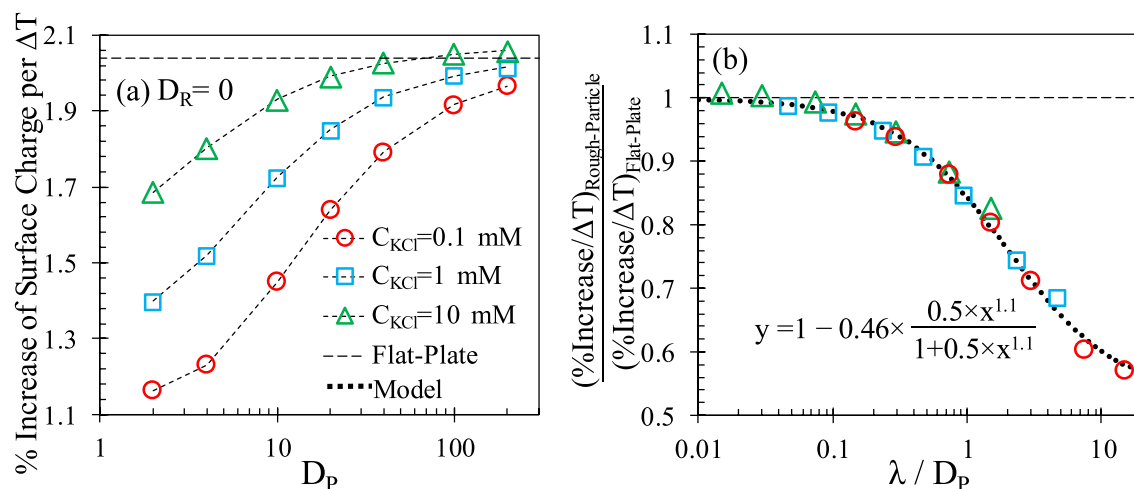 % Increase of Surface Charge per ΔT
2.1
1.9
1.7
1.5
1.3
1.1
(a) D_R= 0
C_KCl=0.1 mM
C_KCl=1 mM
C_KCl=10 mM
Flat-Plate
Model
1
10
100
D_P
(%Increase/ΔT)_Rough-Particle
(%Increase/ΔT)_Flat-Plate
1.1
1
0.9
0.8
0.7
0.6
0.5
(b)
y =1 − 0.46× 0.5×x^1.1 / 1+0.5×x^1.1
0.01
0.1
1
10
λ / D_P